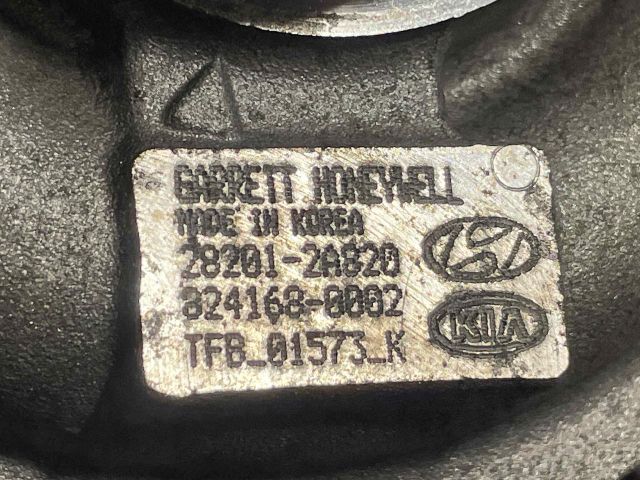 GARRETT HONEYWELL
MADE IN KOREA
28201-2A820
824168-0002
TFB_01573_K
KIA